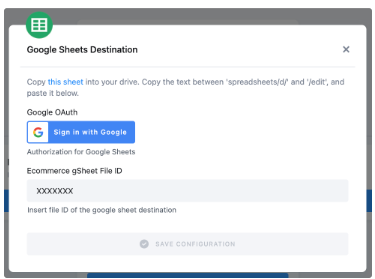 Google Sheets Destination
Copy this sheet into your drive. Copy the text between 'spreadsheets/d/' and '/edit', and
paste it below.
Google OAuth
Sign in with Google
Authorization for Google Sheets
Ecommerce gSheet File ID
XXXXXXX
Insert file ID of the google sheet destination
SAVE CONFIGURATION